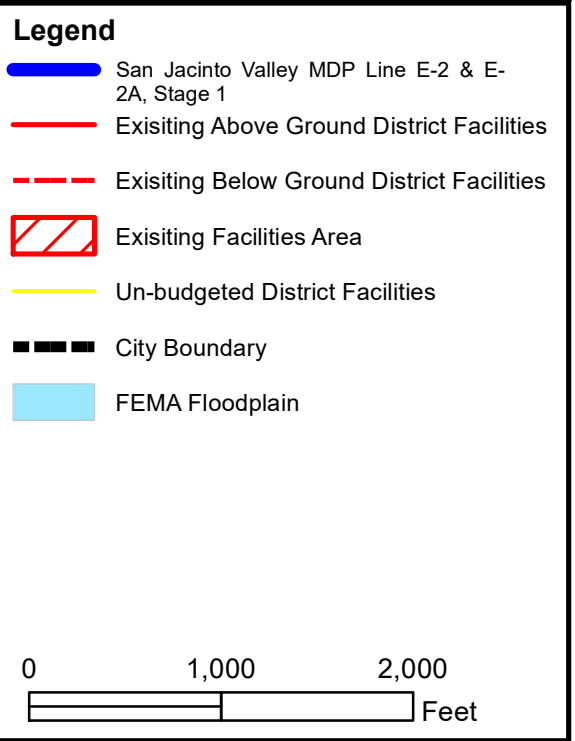 Legend
San Jacinto Valley MDP Line E-2 & E-
2A, Stage 1
Exisiting Above Ground District Facilities
Exisiting Below Ground District Facilities
Exisiting Facilities Area
Un-budgeted District Facilities
City Boundary
FEMA Floodplain
0 1,000 2,000
Feet